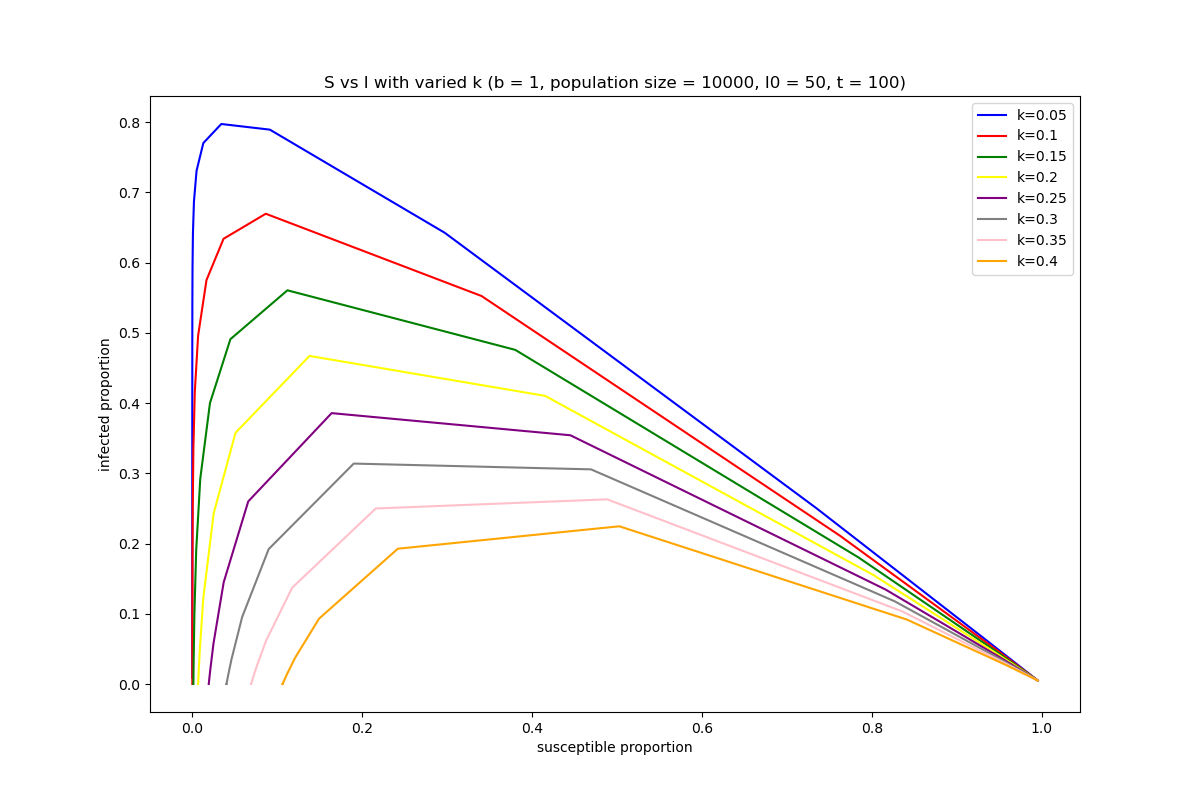 S vs I with varied k (b = 1, population size = 10000, I0 = 50, t = 100)
k=0.05
k=0.1
k=0.15
k=0.2
k=0.25
k=0.3
k=0.35
k=0.4
infected proportion
0.8
0.7
0.6
0.5
0.4
0.3
0.2
0.1
0.0
0.0 0.2 0.4 0.6 0.8 1.0
susceptible proportion